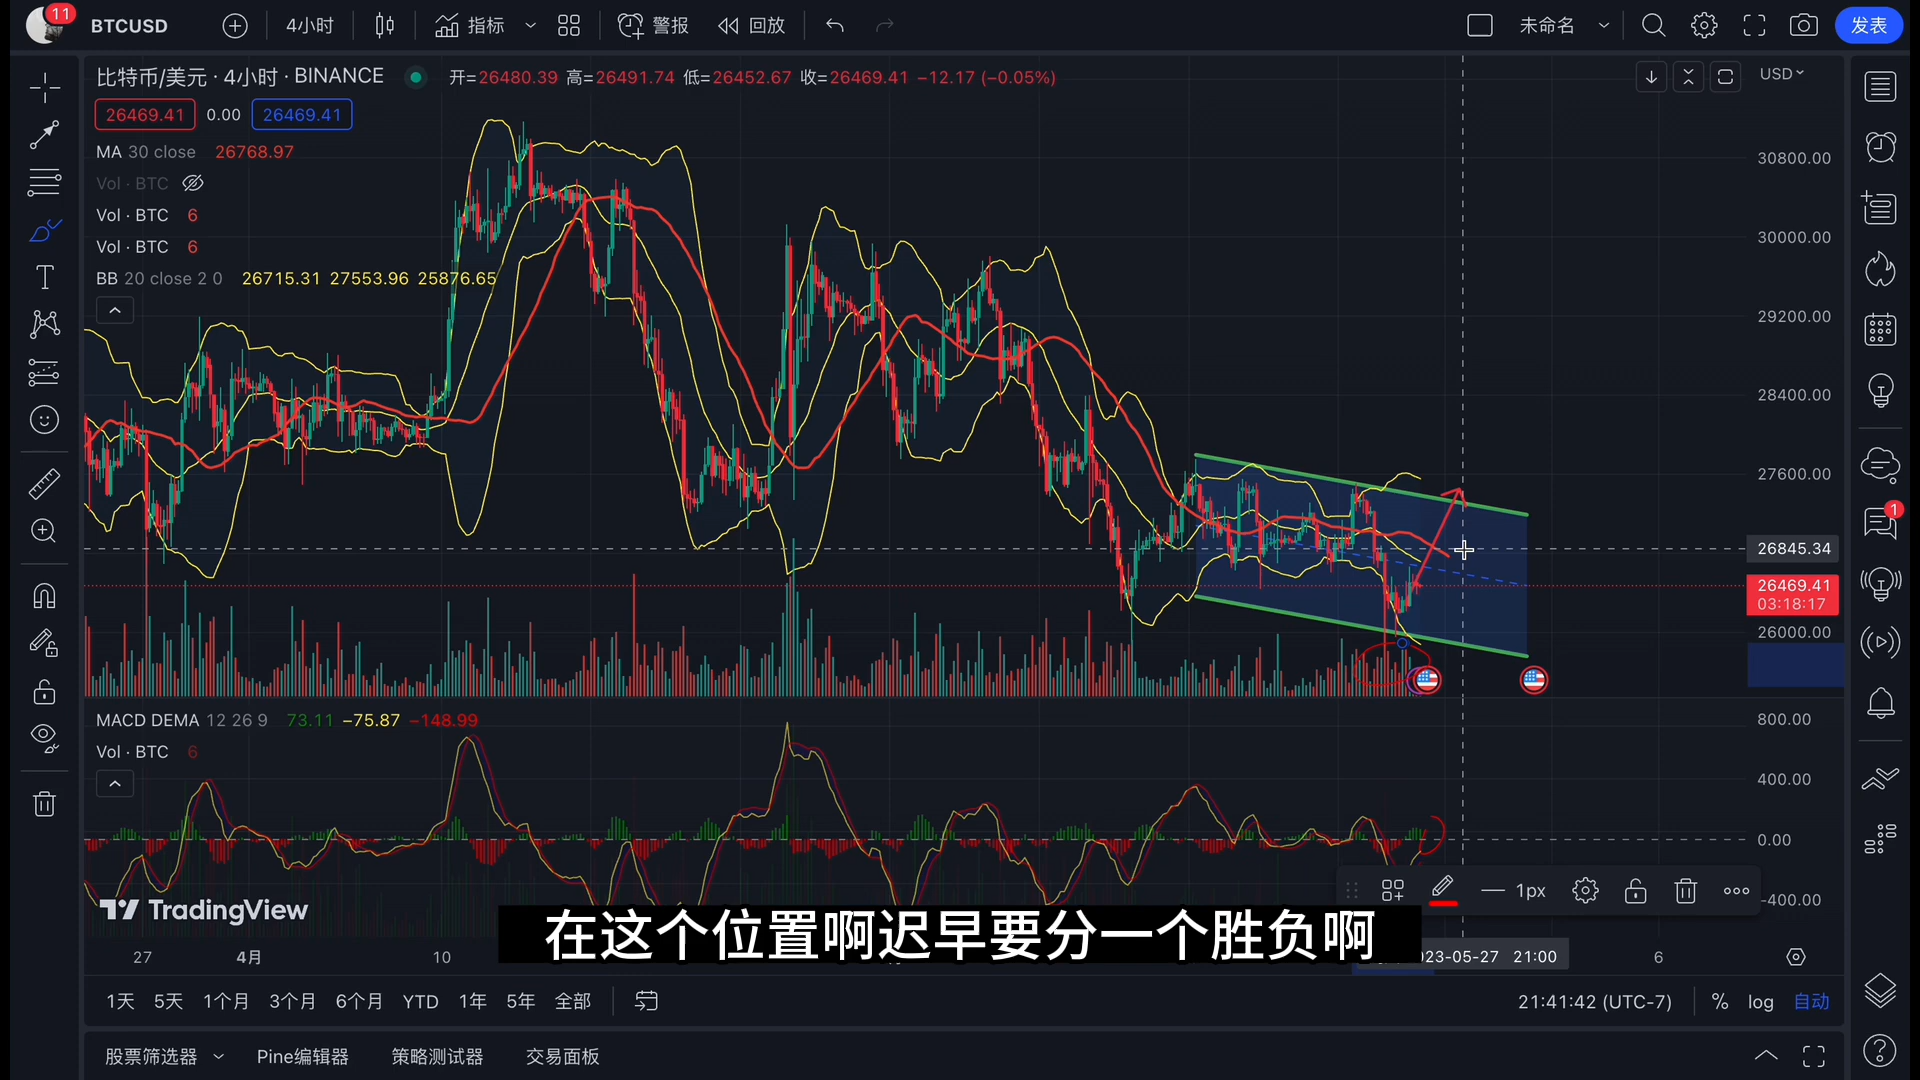 11
BTCUSD
4小时
指标
警报
回放
未命名
发表
比特币/美元 · 4小时 · BINANCE
开=26480.39 高=26491.74 低=26452.67 收=26469.41 −12.17 (−0.05%)
USD
26469.41 0.00 26469.41
MA 30 close 26768.97
Vol · BTC
Vol · BTC 6
Vol · BTC 6
BB 20 close 2 0 26715.31 27553.96 25876.65
30800.00
30000.00
29200.00
28400.00
27600.00
26845.34
26469.41
03:18:17
26000.00
1
MACD DEMA 12 26 9 73.11 −75.87 −148.99
Vol · BTC 6
800.00
400.00
0.00
-400.00
1px
TradingView
在这个位置啊迟早要分一个胜负啊
27
4月
10
23-05-27 21:00
6
1天
5天
1个月
3个月
6个月
YTD
1年
5年
全部
21:41:42 (UTC-7)
%
log
自动
股票筛选器
Pine编辑器
策略测试器
交易面板